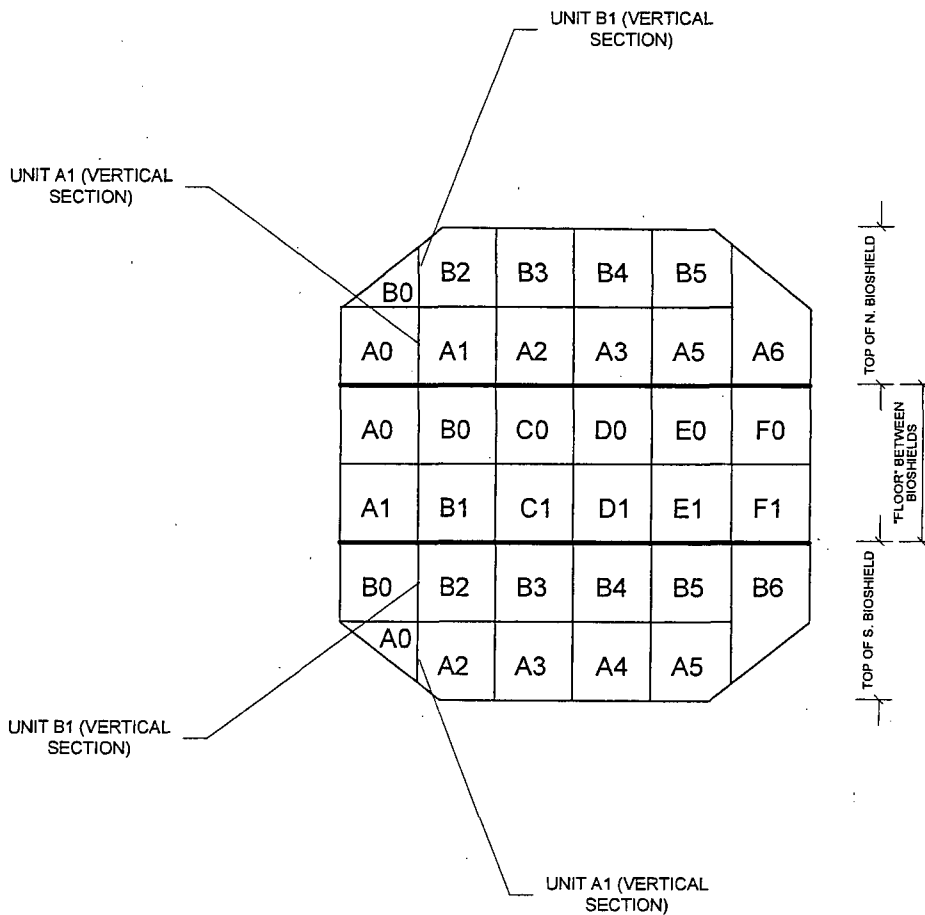 UNIT B1 (VERTICAL
SECTION)
UNIT A1 (VERTICAL
SECTION)
B0 B2 B3 B4 B5
A0 A1 A2 A3 A5 A6
A0 B0 C0 D0 E0 F0
A1 B1 C1 D1 E1 F1
B0 B2 B3 B4 B5 B6
A0 A2 A3 A4 A5
TOP OF N. BIOSHIELD
"FLOOR" BETWEEN
BIOSHIELDS
TOP OF S. BIOSHIELD
UNIT B1 (VERTICAL
SECTION)
UNIT A1 (VERTICAL
SECTION)